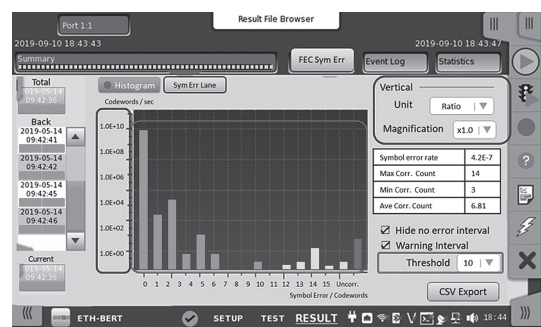 Result File Browser
Port 1:1
2019-09-10 18:43:43
2019-09-10 18:43:47
Summary
FEC Sym Err
Event Log
Statistics
Total
2019-05-14
09:42:36
Back
2019-05-14
09:42:41
2019-05-14
09:42:42
2019-05-14
09:42:45
2019-05-14
09:42:46
Current
2019-05-14
09:42:36
Histogram
Sym Err Lane
Codewords / sec
1.0E+10
1.0E+08
1.0E+06
1.0E+04
1.0E+02
1.0E+00
0 1 2 3 4 5 6 7 8 9 10 11 12 13 14 15 Uncorr.
Symbol Error / Codewords
Vertical
Unit Ratio
Magnification x1.0
Symbol error rate 4.2E-7
Max Corr. Count 14
Min Corr. Count 3
Ave Corr. Count 6.81
Hide no error interval
Warning Interval
Threshold 10
CSV Export
ETH-BERT
SETUP TEST RESULT
18:44